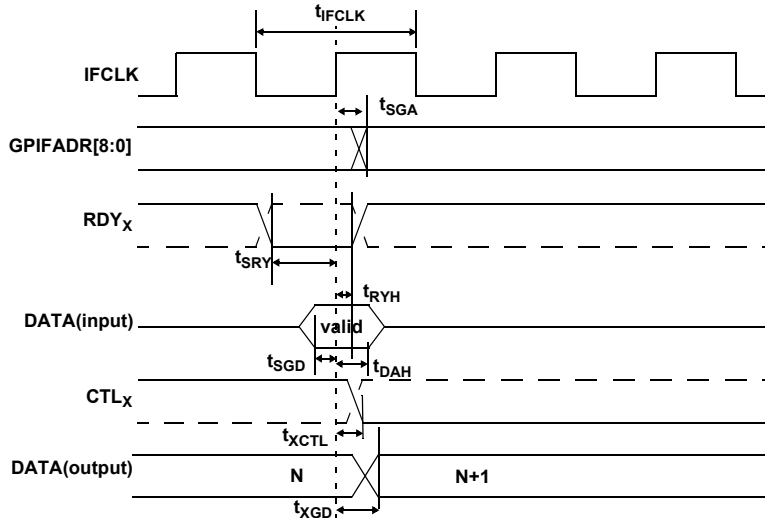 tIFCLK
IFCLK
tSGA
GPIFADR[8:0]
RDYX
tSRY
tRYH
DATA(input)
valid
tSGD
tDAH
CTLX
tXCTL
DATA(output)
N
N+1
tXGD